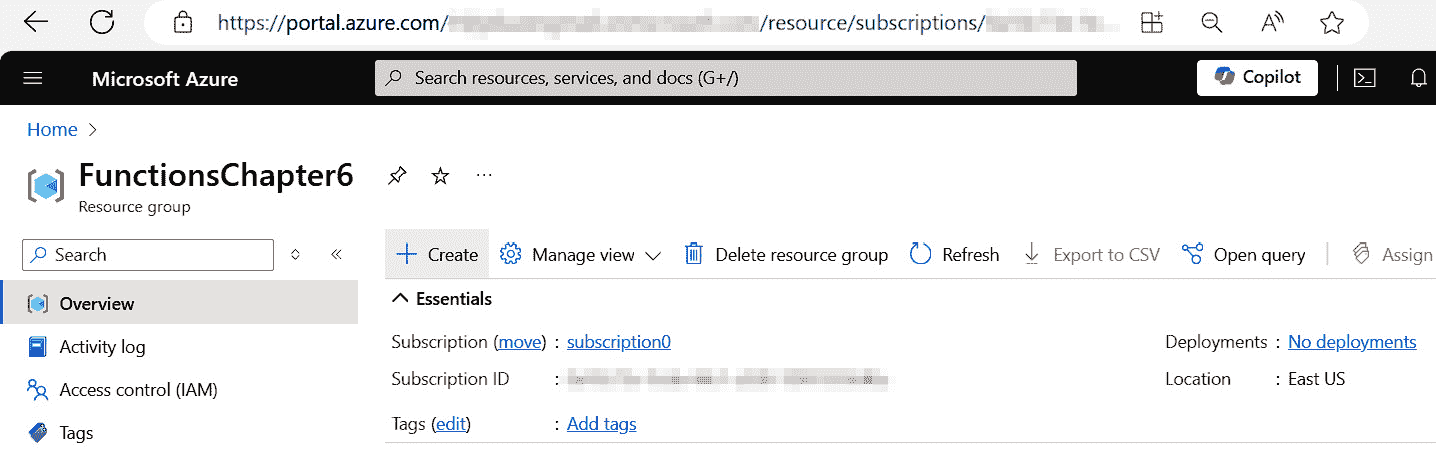 https://portal.azure.com/ /resource/subscriptions/
Microsoft Azure Search resources, services, and docs (G+/) Copilot
Home >
FunctionsChapter6 ...
Resource group
Search
Overview
Activity log
Access control (IAM)
Tags
+ Create Manage view Delete resource group Refresh Export to CSV Open query Assign
Essentials
Subscription (move) : subscription0
Subscription ID :
Tags (edit) : Add tags
Deployments : No deployments
Location : East US